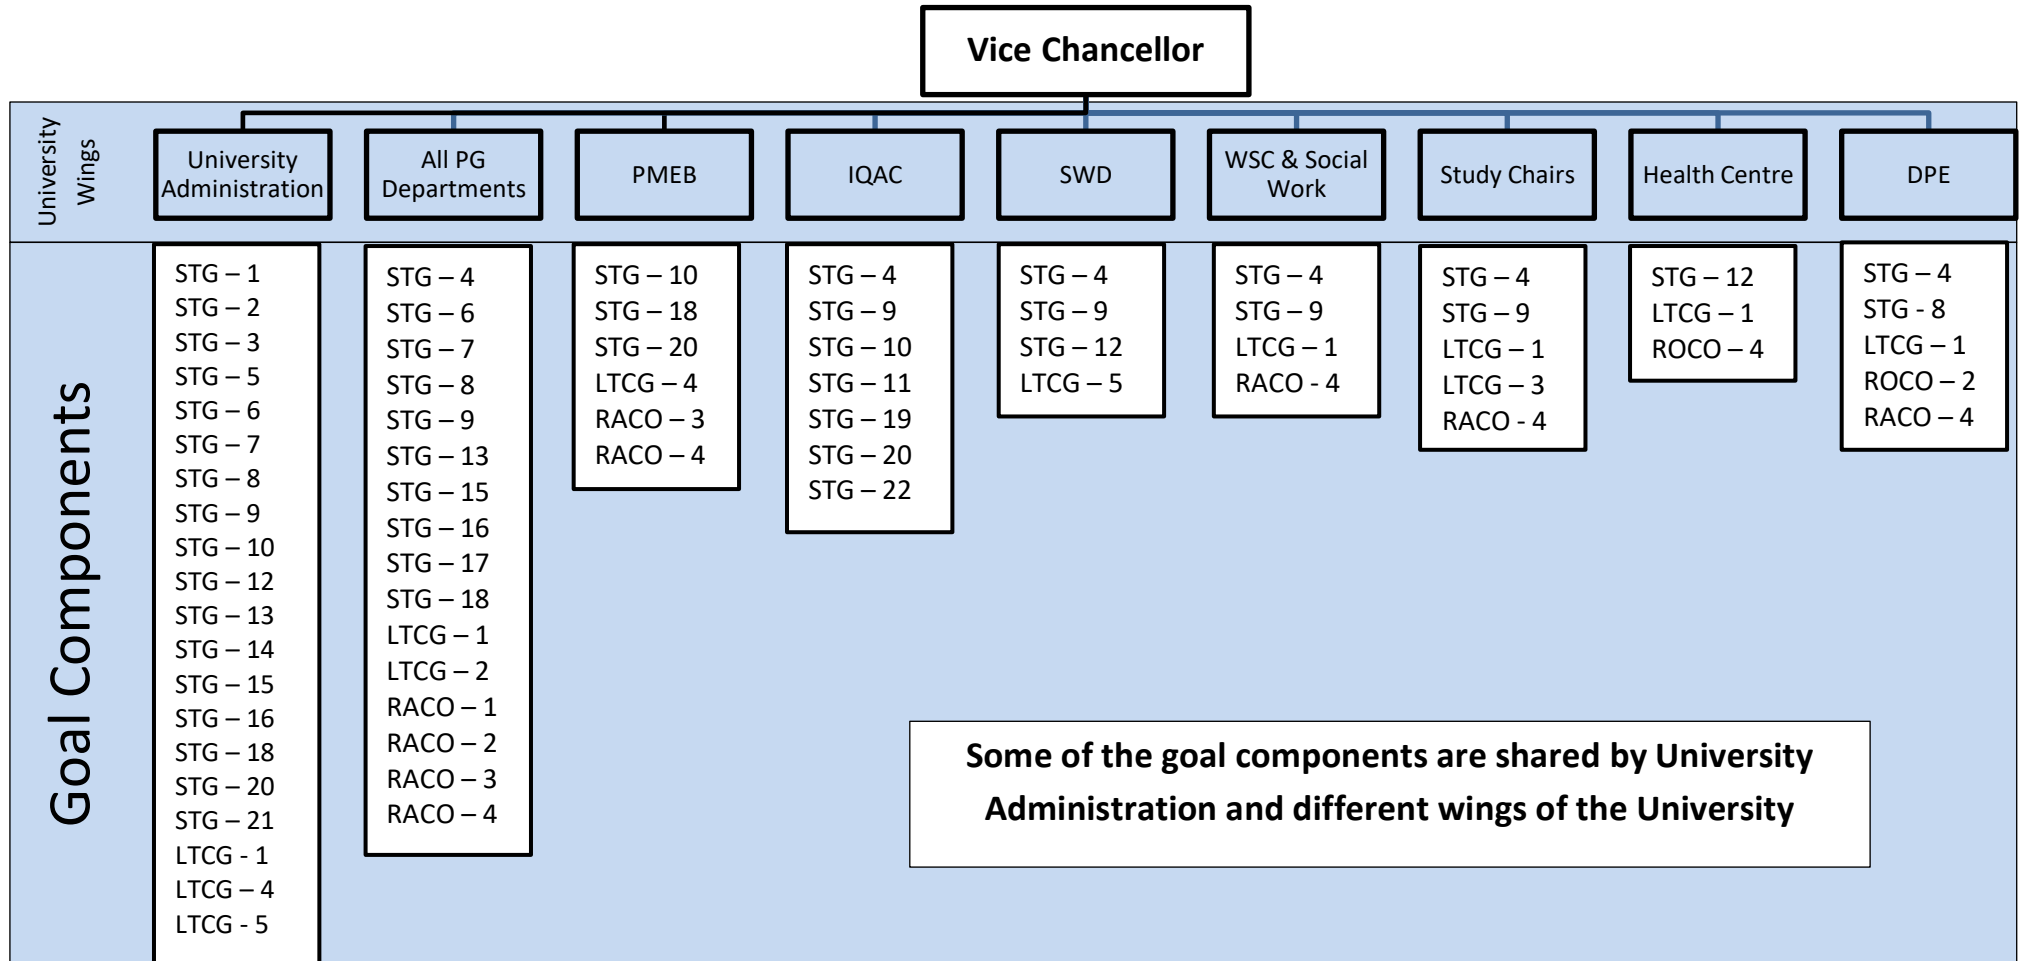 Vice Chancellor
University
Wings
University
Administration
All PG
Departments
PMEB
IQAC
SWD
WSC & Social
Work
Study Chairs
Health Centre
DPE
Goal Components
STG – 1
STG – 2
STG – 3
STG – 5
STG – 6
STG – 7
STG – 8
STG – 9
STG – 10
STG – 12
STG – 13
STG – 14
STG – 15
STG – 16
STG – 18
STG – 20
STG – 21
LTCG - 1
LTCG – 4
LTCG - 5
STG – 4
STG – 6
STG – 7
STG – 8
STG – 9
STG – 13
STG – 15
STG – 16
STG – 17
STG – 18
LTCG – 1
LTCG – 2
RACO – 1
RACO – 2
RACO – 3
RACO – 4
STG – 10
STG – 18
STG – 20
LTCG – 4
RACO – 3
RACO – 4
STG – 4
STG – 9
STG – 10
STG – 11
STG – 19
STG – 20
STG – 22
STG – 4
STG – 9
STG – 12
LTCG – 5
STG – 4
STG – 9
LTCG – 1
RACO - 4
STG – 4
STG – 9
LTCG – 1
LTCG – 3
RACO - 4
STG – 12
LTCG – 1
ROCO – 4
STG – 4
STG - 8
LTCG – 1
ROCO – 2
RACO – 4
Some of the goal components are shared by University
Administration and different wings of the University